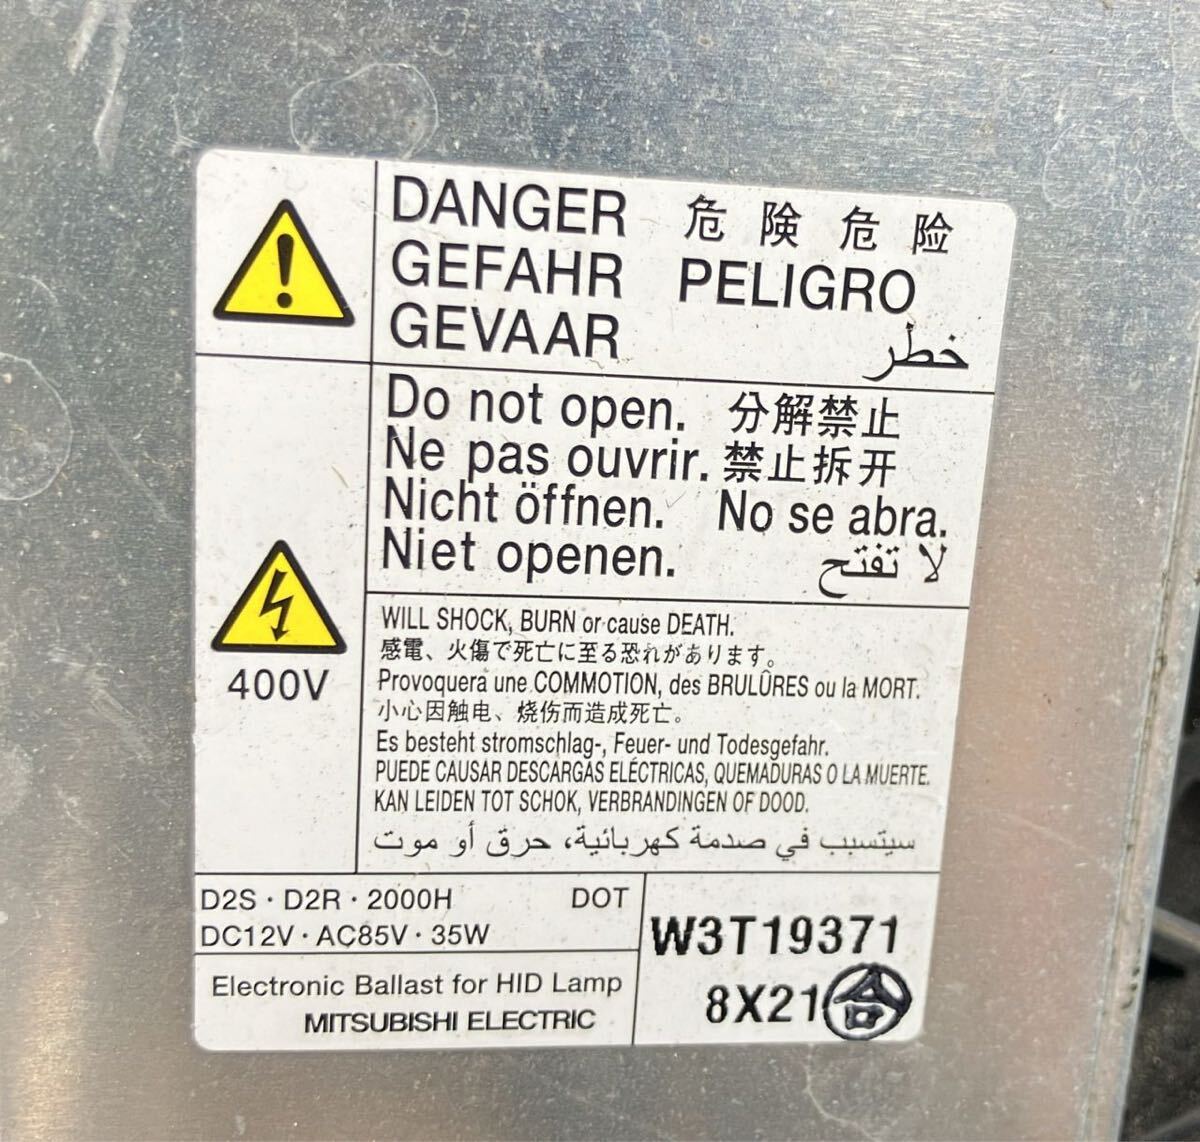 DANGER 危険 危险
GEFAHR PELIGRO
GEVAAR خطر
Do not open. 分解禁止
Ne pas ouvrir. 禁止拆开
Nicht öffnen. No se abra.
Niet openen. لا تفتح
400V
WILL SHOCK, BURN or cause DEATH.
感電、火傷で死亡に至る恐れがあります。
Provoquera une COMMOTION, des BRULÛRES ou la MORT.
小心因触电、烧伤而造成死亡。
Es besteht stromschlag-, Feuer- und Todesgefahr.
PUEDE CAUSAR DESCARGAS ELÉCTRICAS, QUEMADURAS O LA MUERTE.
KAN LEIDEN TOT SCHOK, VERBRANDINGEN OF DOOD.
سيتسبب في صدمة كهربائية، حرق أو موت
D2S · D2R · 2000H DOT
DC12V · AC85V · 35W
Electronic Ballast for HID Lamp
MITSUBISHI ELECTRIC
W3T19371
8X21 合